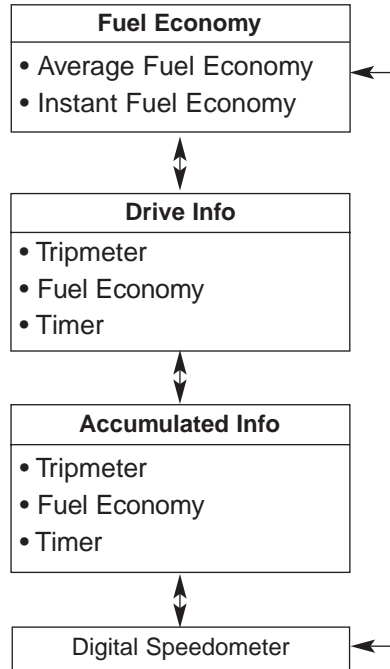 Fuel Economy
• Average Fuel Economy
• Instant Fuel Economy
Drive Info
• Tripmeter
• Fuel Economy
• Timer
Accumulated Info
• Tripmeter
• Fuel Economy
• Timer
Digital Speedometer